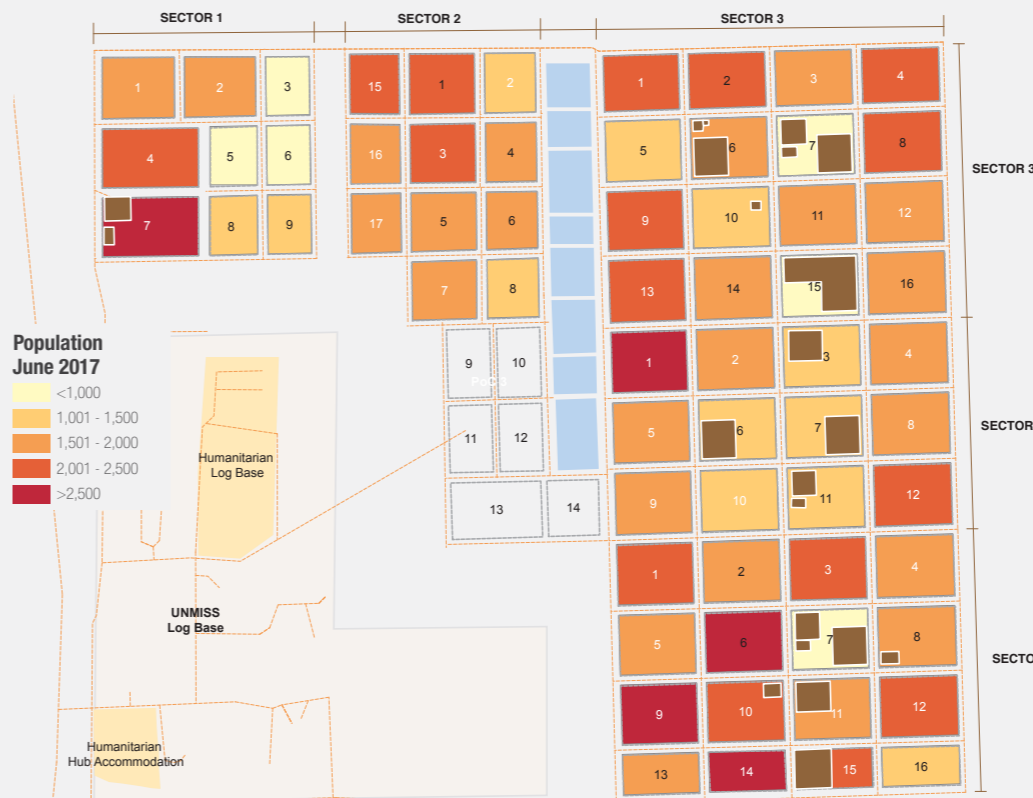 SECTOR 1
SECTOR 2
SECTOR 3
1 2 3
4 5 6
7 8 9
15 1 2
16 3 4
17 5 6
7 8
9 10
PoC 3
11 12
13 14
1 2 3 4
5 6 7 8
9 10 11 12
13 14 15 16
SECTOR 3
1 2 3 4
5 6 7 8
9 10 11 12
SECTOR
1 2 3 4
5 6 7 8
9 10 11 12
13 14 15 16
SECTO
Population
June 2017
<1,000
1,001 - 1,500
1,501 - 2,000
2,001 - 2,500
>2,500
Humanitarian
Log Base
UNMISS
Log Base
Humanitarian
Hub Accommodation